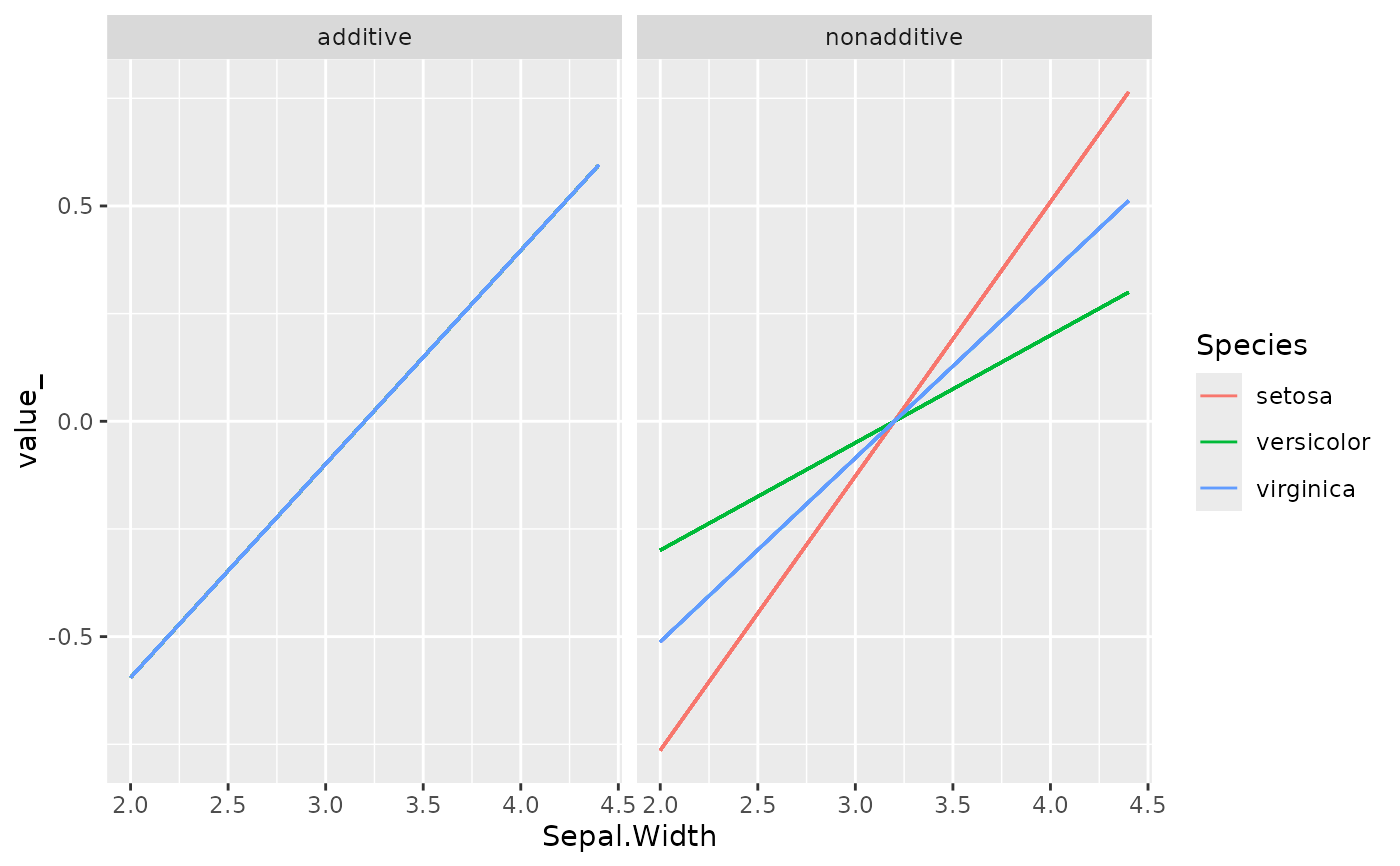 additive
nonadditive
0.5
0.0
-0.5
value_
2.0 2.5 3.0 3.5 4.0 4.5
2.0 2.5 3.0 3.5 4.0 4.5
Sepal.Width
Species
setosa
versicolor
virginica